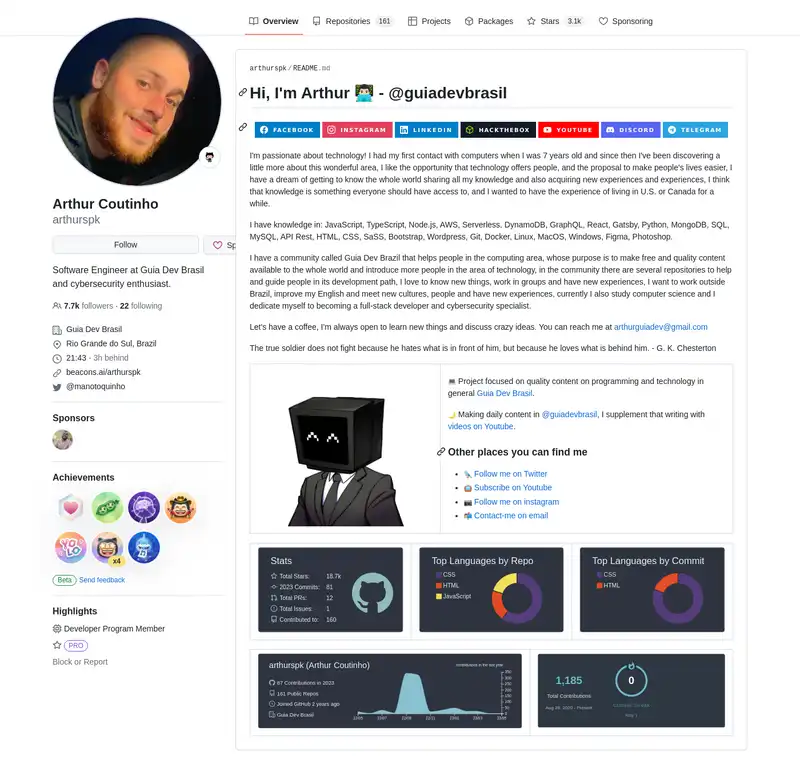 Overview
Repositories 161
Projects
Packages
Stars 3.1k
Sponsoring
Arthur Coutinho
arthurspk
Follow
Sp
Software Engineer at Guia Dev Brasil
and cybersecurity enthusiast.
7.7k followers · 22 following
Guia Dev Brasil
Rio Grande do Sul, Brazil
21:43 - 3h behind
beacons.ai/arthurspk
@manotoquinho
Sponsors
Achievements
YOLO
x4
Beta Send feedback
Highlights
Developer Program Member
PRO
Block or Report
arthurspk/README.md
Hi, I'm Arthur 👨🏻‍💻 - @guiadevbrasil
FACEBOOK
INSTAGRAM
LINKEDIN
HACKTHEBOX
YOUTUBE
DISCORD
TELEGRAM
I'm passionate about technology! I had my first contact with computers when I was 7 years old and since then I've been discovering a
little more about this wonderful area, I like the opportunity that technology offers people, and the proposal to make people's lives easier, I
have a dream of getting to know the whole world sharing all my knowledge and also acquiring new experiences and experiences, I think
that knowledge is something everyone should have access to, and I wanted to have the experience of living in U.S. or Canada for a
while.
I have knowledge in: JavaScript, TypeScript, Node.js, AWS, Serverless, DynamoDB, GraphQL, React, Gatsby, Python, MongoDB, SQL,
MySQL, API Rest, HTML, CSS, SaSS, Bootstrap, Wordpress, Git, Docker, Linux, MacOS, Windows, Figma, Photoshop.
I have a community called Guia Dev Brazil that helps people in the computing area, whose purpose is to make free and quality content
available to the whole world and introduce more people in the area of technology, in the community there are several repositories to help
and guide people in its development path, I love to know new things, work in groups and have new experiences, I want to work outside
Brazil, improve my English and meet new cultures, people and have new experiences, currently I also study computer science and I
dedicate myself to becoming a full-stack developer and cybersecurity specialist.
Let's have a coffee, I'm always open to learn new things and discuss crazy ideas. You can reach me at arthurguiadev@gmail.com
The true soldier does not fight because he hates what is in front of him, but because he loves what is behind him. - G. K. Chesterton
💻 Project focused on quality content on programming and technology in
general Guia Dev Brasil.
🌙 Making daily content in @guiadevbrasil, I supplement that writing with
videos on Youtube.
Other places you can find me
Follow me on Twitter
Subscribe on Youtube
Follow me on instagram
Contact-me on email
Stats
Total Stars: 18.7k
2023 Commits: 81
Total PRs: 12
Total Issues: 1
Contributed to: 160
Top Languages by Repo
CSS
HTML
JavaScript
Top Languages by Commit
CSS
HTML
arthurspk (Arthur Coutinho)
contributions in the last year
87 Contributions in 2023
161 Public Repos
Joined GitHub 2 years ago
Guia Dev Brasil
1,185
Total Contributions
0